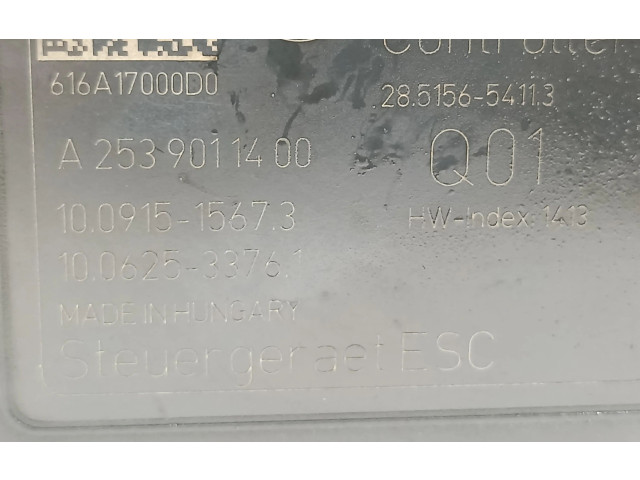 Controller
616A17000D0
28.5156-5411.3
A 253 901 14 00
Q01
10.0915-1567.3
HW-Index 1413
10.0625-3376.1
MADE IN HUNGARY
Steuergeraet ESC